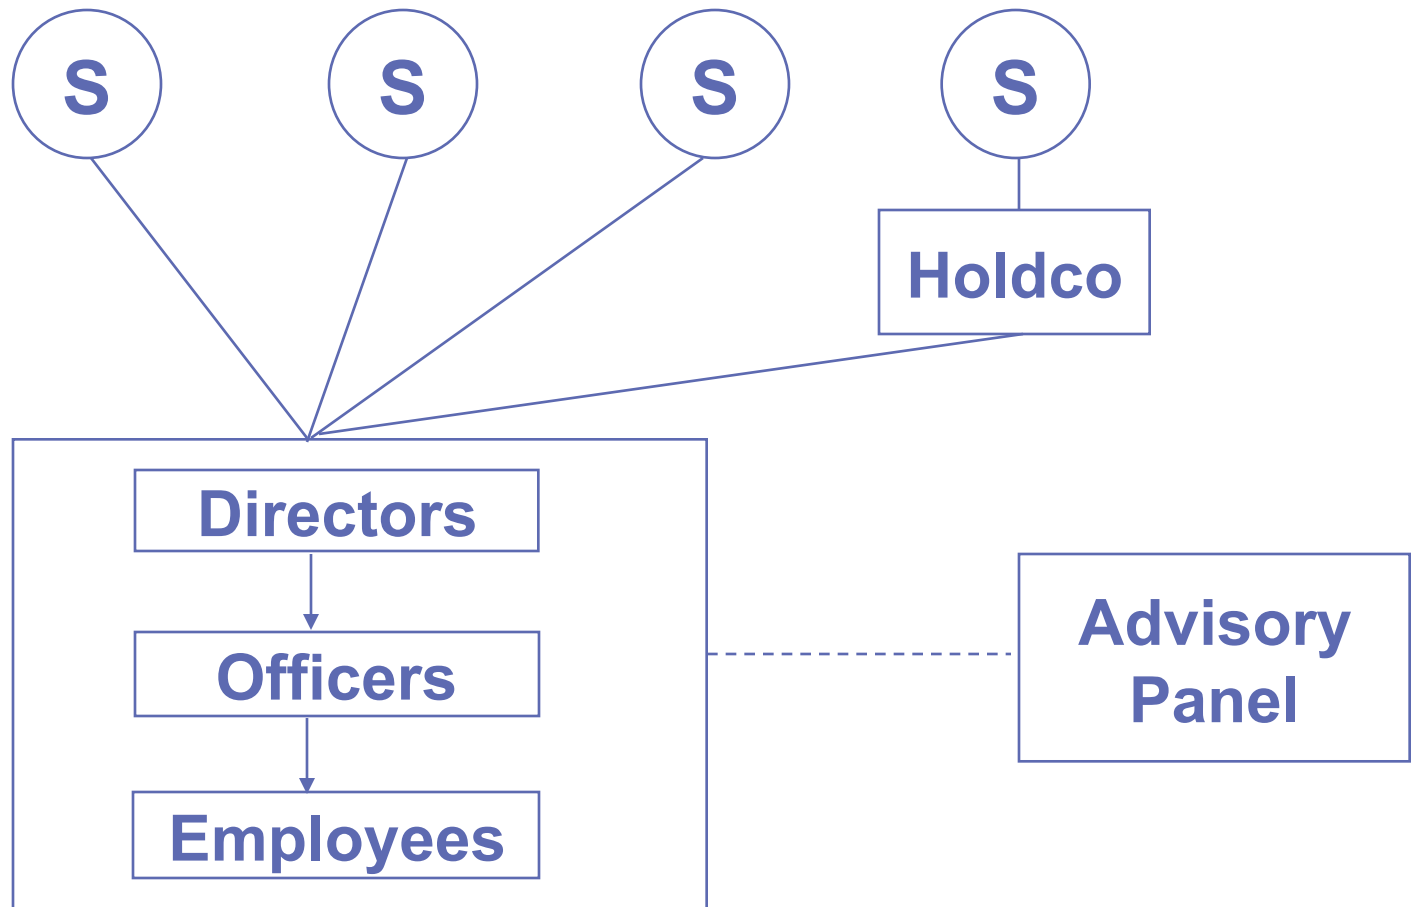 S
S
S
S
Holdco
Directors
Officers
Employees
Advisory
Panel